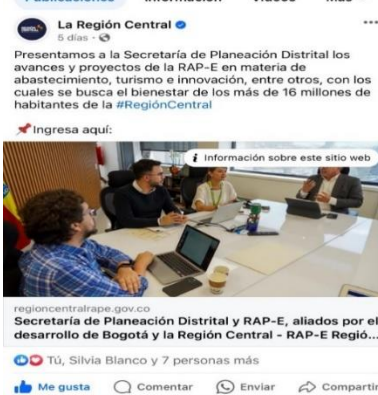 Publicaciones Información Videos Más
La Región Central
5 días
Presentamos a la Secretaría de Planeación Distrital los
avances y proyectos de la RAP-E en materia de
abastecimiento, turismo e innovación, entre otros, con los
cuales se busca el bienestar de los más de 16 millones de
habitantes de la #RegiónCentral
Ingresa aquí:
i Información sobre este sitio web
regioncentralrape.gov.co
Secretaría de Planeación Distrital y RAP-E, aliados por el
desarrollo de Bogotá y la Región Central - RAP-E Regió...
Tú, Silvia Blanco y 7 personas más
Me gusta Comentar Enviar Compartir